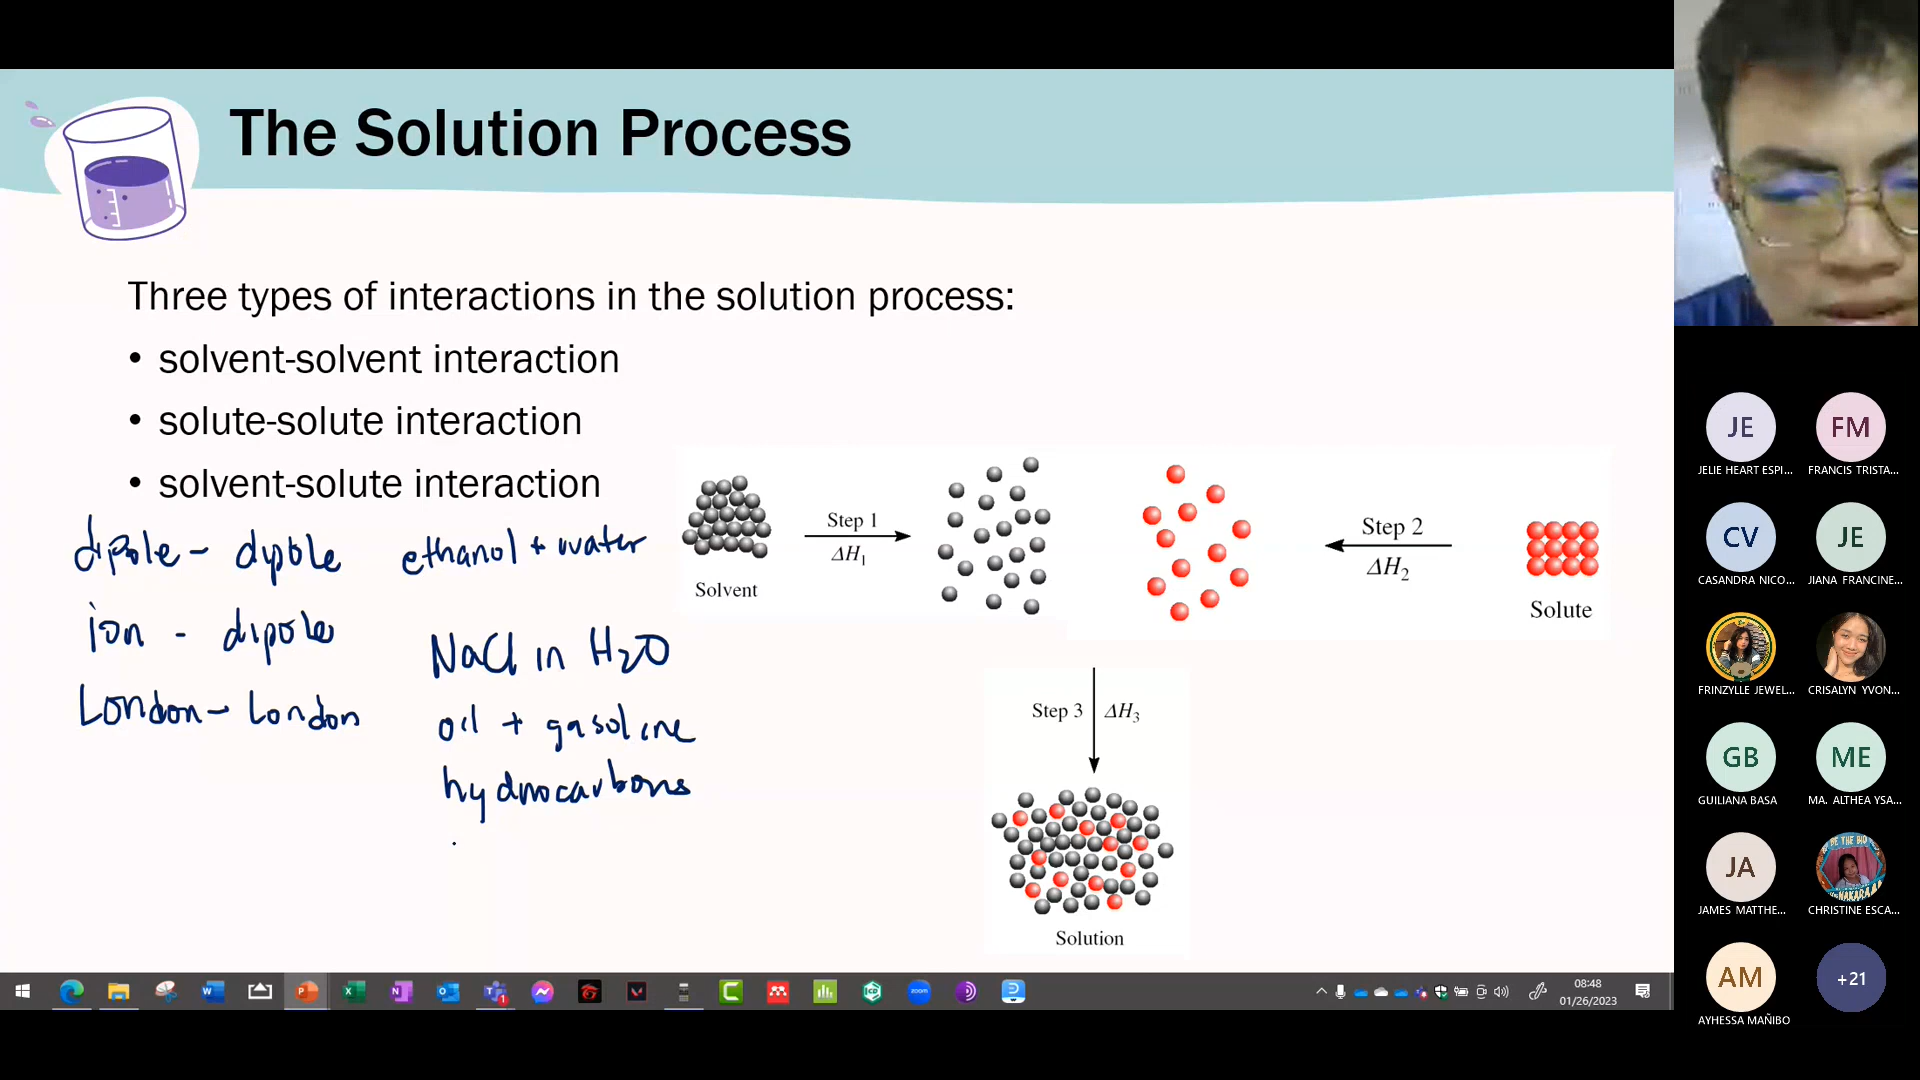 The Solution Process
Three types of interactions in the solution process:
• solvent-solvent interaction
• solute-solute interaction
• solvent-solute interaction
dipole - dipole ethanol + water
ion - dipole NaCl in H2O
London - London oil + gasoline
hydrocarbons
Step 1
ΔH1
Solvent
Step 2
ΔH2
Solute
Step 3 ΔH3
Solution
JE FM
JELIE HEART ESPI... FRANCIS TRISTA...
CV JE
CASANDRA NICO... JIANA FRANCINE...
FRINZYLLE JEWEL... CRISALYN YVON...
GB ME
GUILIANA BASA MA. ALTHEA YSA...
JA
JAMES MATTHE... CHRISTINE ESCA...
AM +21
AYHESSA MAÑIBO
08:48
01/26/2023